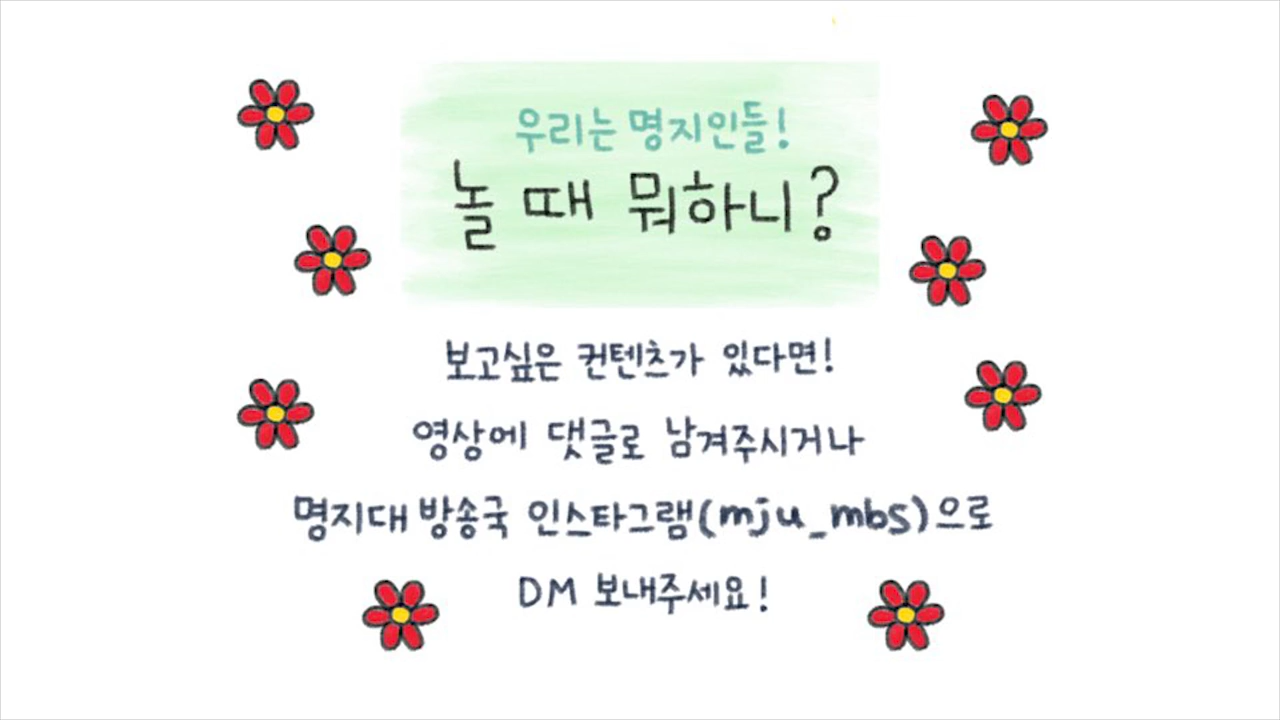 우리는 명지인들!
놀 때 뭐하니?
보고싶은 컨텐츠가 있다면!
영상에 댓글로 남겨주시거나
명지대 방송국 인스타그램(mju_mbs)으로
DM 보내주세요!